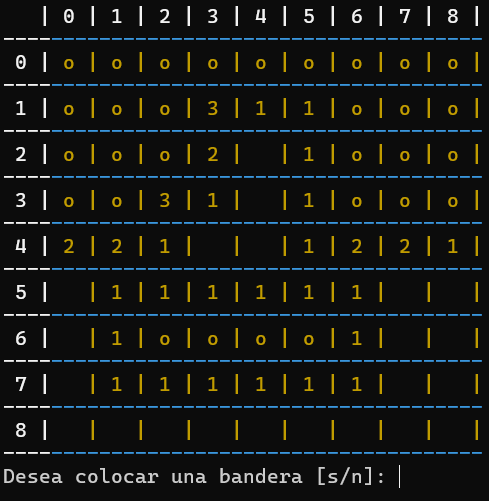 | 0 | 1 | 2 | 3 | 4 | 5 | 6 | 7 | 8 |
0 | o | o | o | o | o | o | o | o | o |
1 | o | o | o | 3 | 1 | 1 | o | o | o |
2 | o | o | o | 2 |   | 1 | o | o | o |
3 | o | o | 3 | 1 |   | 1 | o | o | o |
4 | 2 | 2 | 1 |   |   | 1 | 2 | 2 | 1 |
5 |   | 1 | 1 | 1 | 1 | 1 | 1 |   |   |
6 |   | 1 | o | o | o | o | 1 |   |   |
7 |   | 1 | 1 | 1 | 1 | 1 | 1 |   |   |
8 |   |   |   |   |   |   |   |   |   |
Desea colocar una bandera [s/n]: